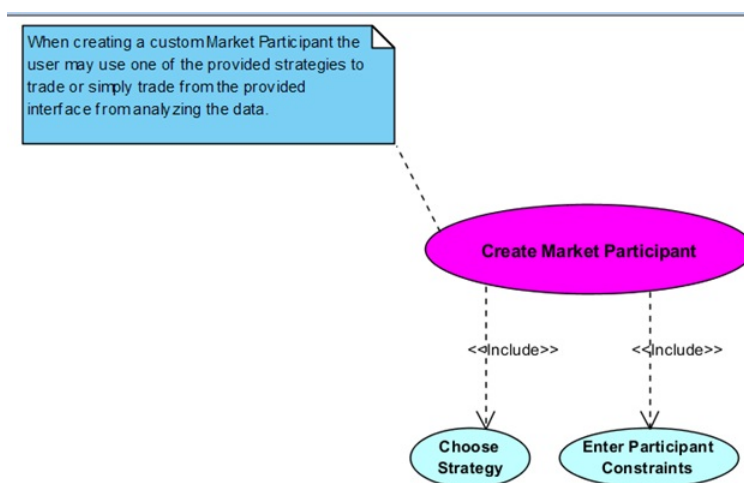 When creating a custom Market Participant the
user may use one of the provided strategies to
trade or simply trade from the provided
interface from analyzing the data.
Create Market Participant
<<Include>>
<<Include>>
Choose
Strategy
Enter Participant
Constraints